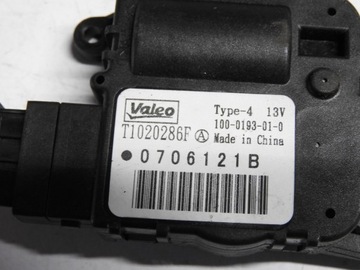 Valeo
Type-4 13V
100-0193-01-0
T1020286F Ⓐ Made in China
●0706121B